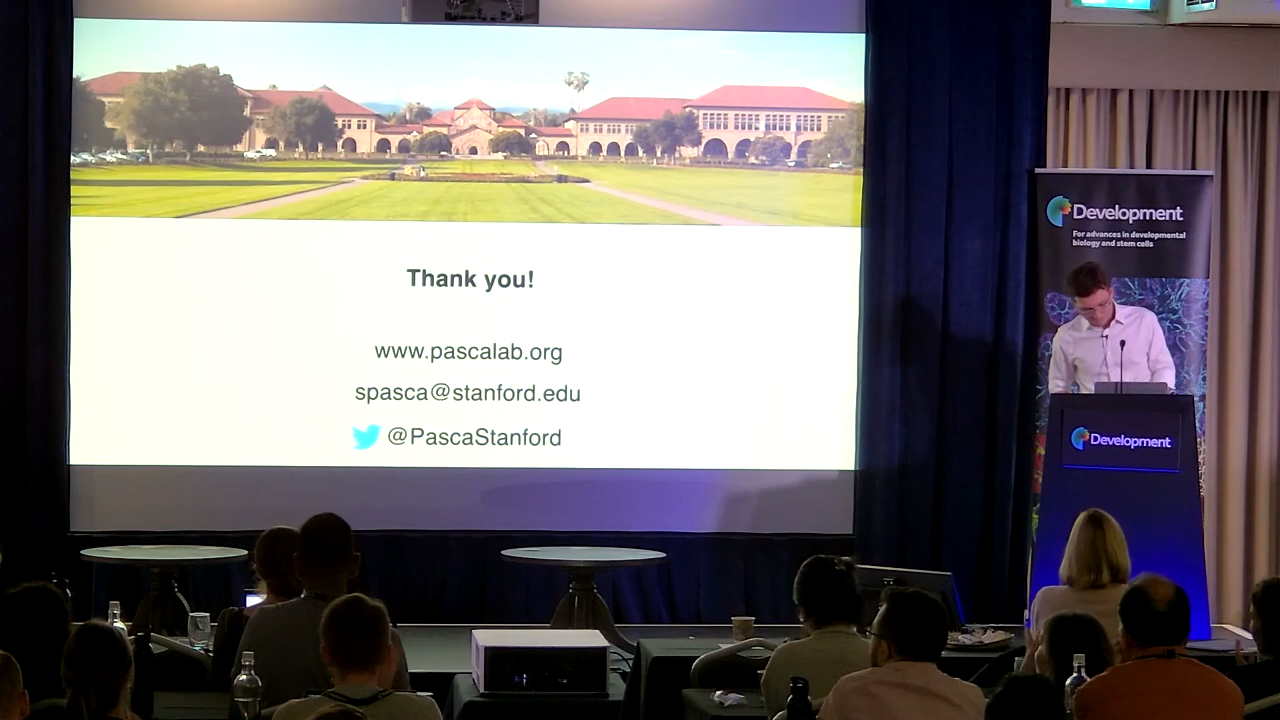 Thank you!
www.pascalab.org
spasca@stanford.edu
@PascaStanford
Development
For advances in developmental
biology and stem cells
Development